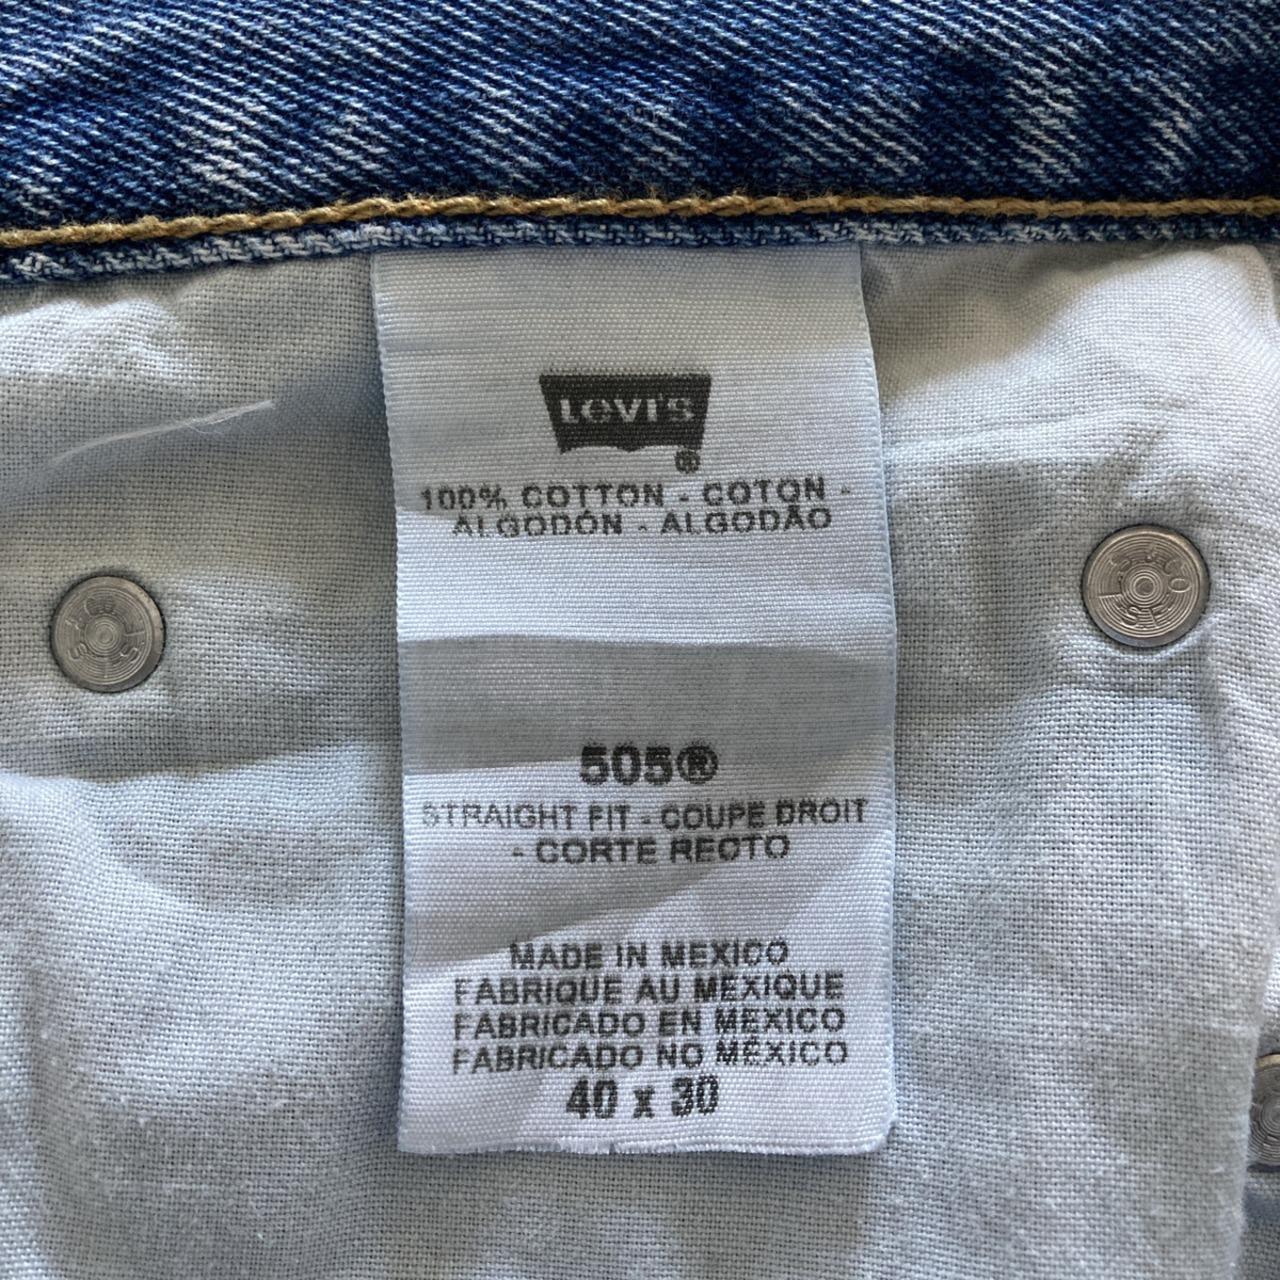 LEVI'S
®
100% COTTON - COTON -
ALGODÓN - ALGODÃO
505®
STRAIGHT FIT - COUPE DROIT
- CORTE RECTO
MADE IN MEXICO
FABRIQUE AU MEXIQUE
FABRICADO EN MEXICO
FABRICADO NO MÉXICO
40 x 30